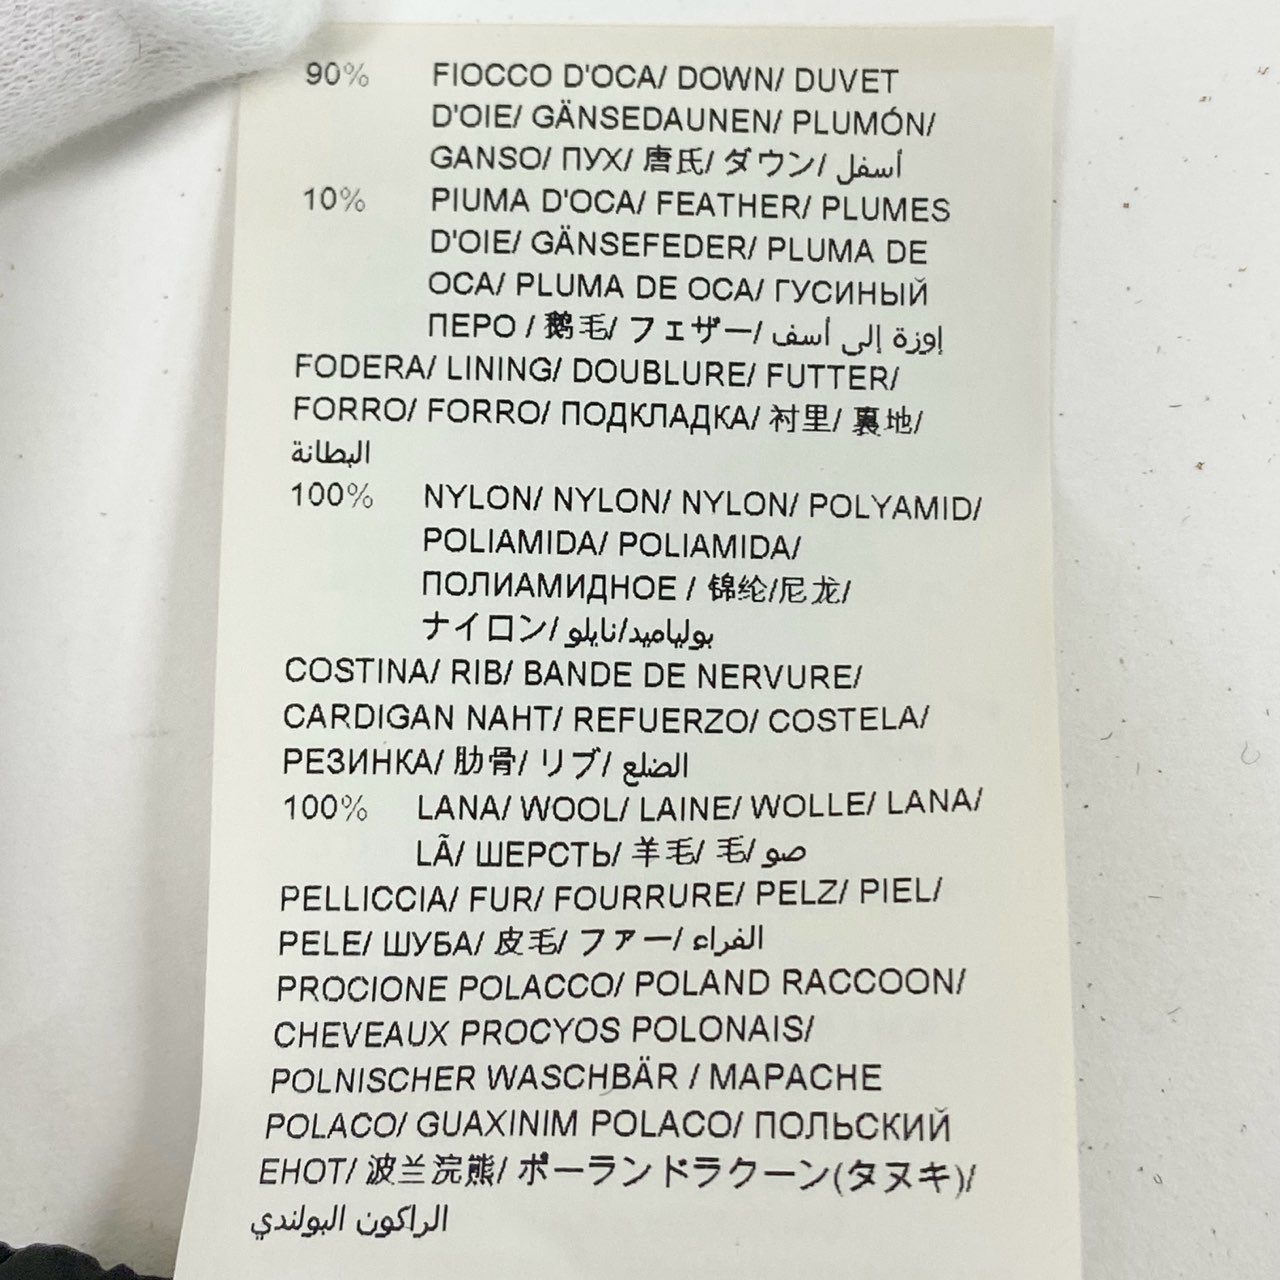 90% FIOCCO D'OCA/ DOWN/ DUVET
D'OIE/ GÄNSEDAUNEN/ PLUMÓN/
GANSO/ ПУХ/ 唐氏/ ダウン/ أسفل
10% PIUMA D'OCA/ FEATHER/ PLUMES
D'OIE/ GÄNSEFEDER/ PLUMA DE
OCA/ PLUMA DE OCA/ ГУСИНЫЙ
ПЕРО / 鹅毛/ フェザー/ إوزة إلى أسف
FODERA/ LINING/ DOUBLURE/ FUTTER/
FORRO/ FORRO/ ПОДКЛАДКА/ 衬里/ 裏地/
البطانة
100% NYLON/ NYLON/ NYLON/ POLYAMID/
POLIAMIDA/ POLIAMIDA/
ПОЛИАМИДНОЕ / 锦纶/尼龙/
ナイロン/ بولياميد/نايلو
COSTINA/ RIB/ BANDE DE NERVURE/
CARDIGAN NAHT/ REFUERZO/ COSTELA/
РЕЗИНКА/ 肋骨/ リブ/ الضلع
100% LANA/ WOOL/ LAINE/ WOLLE/ LANA/
LÃ/ ШЕРСТЬ/ 羊毛/ 毛/ صو
PELLICCIA/ FUR/ FOURRURE/ PELZ/ PIEL/
PELE/ ШУБА/ 皮毛/ ファー/ الفراء
PROCIONE POLACCO/ POLAND RACCOON/
CHEVEAUX PROCYOS POLONAIS/
POLNISCHER WASCHBÄR / MAPACHE
POLACO/ GUAXINIM POLACO/ ПОЛЬСКИЙ
ЕНОТ/ 波兰浣熊/ ポーランドラクーン(タヌキ)/
الراكون البولندي